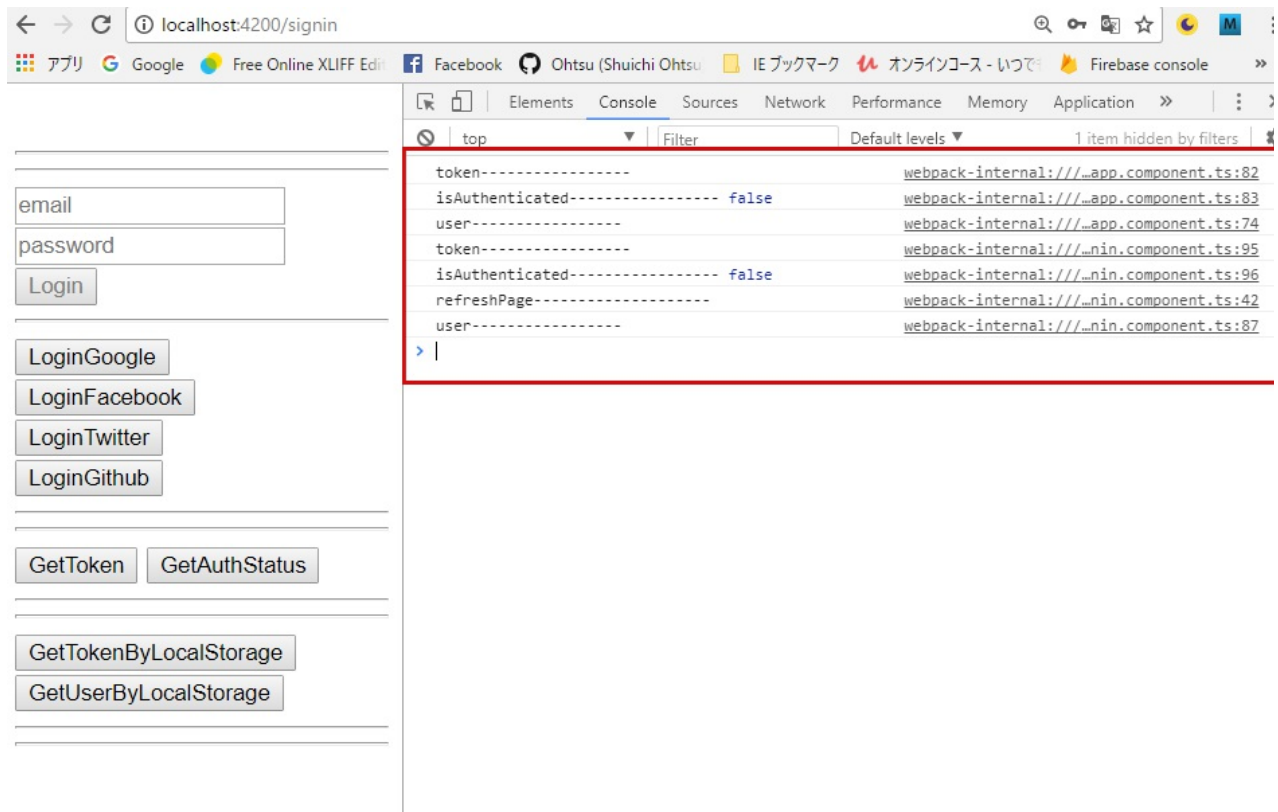 localhost:4200/signin
M
アプリ Google Free Online XLIFF Edi Facebook Ohtsu (Shuichi Ohtsu IE ブックマーク オンラインコース - いつで Firebase console »
Elements Console Sources Network Performance Memory Application »
top Filter Default levels 1 item hidden by filters
token----------------- webpack-internal:///…app.component.ts:82
isAuthenticated----------------- false webpack-internal:///…app.component.ts:83
user----------------- webpack-internal:///…app.component.ts:74
token----------------- webpack-internal:///…nin.component.ts:95
isAuthenticated----------------- false webpack-internal:///…nin.component.ts:96
refreshPage-------------------- webpack-internal:///…nin.component.ts:42
user----------------- webpack-internal:///…nin.component.ts:87
>
email
password
Login
LoginGoogle
LoginFacebook
LoginTwitter
LoginGithub
GetToken GetAuthStatus
GetTokenByLocalStorage
GetUserByLocalStorage